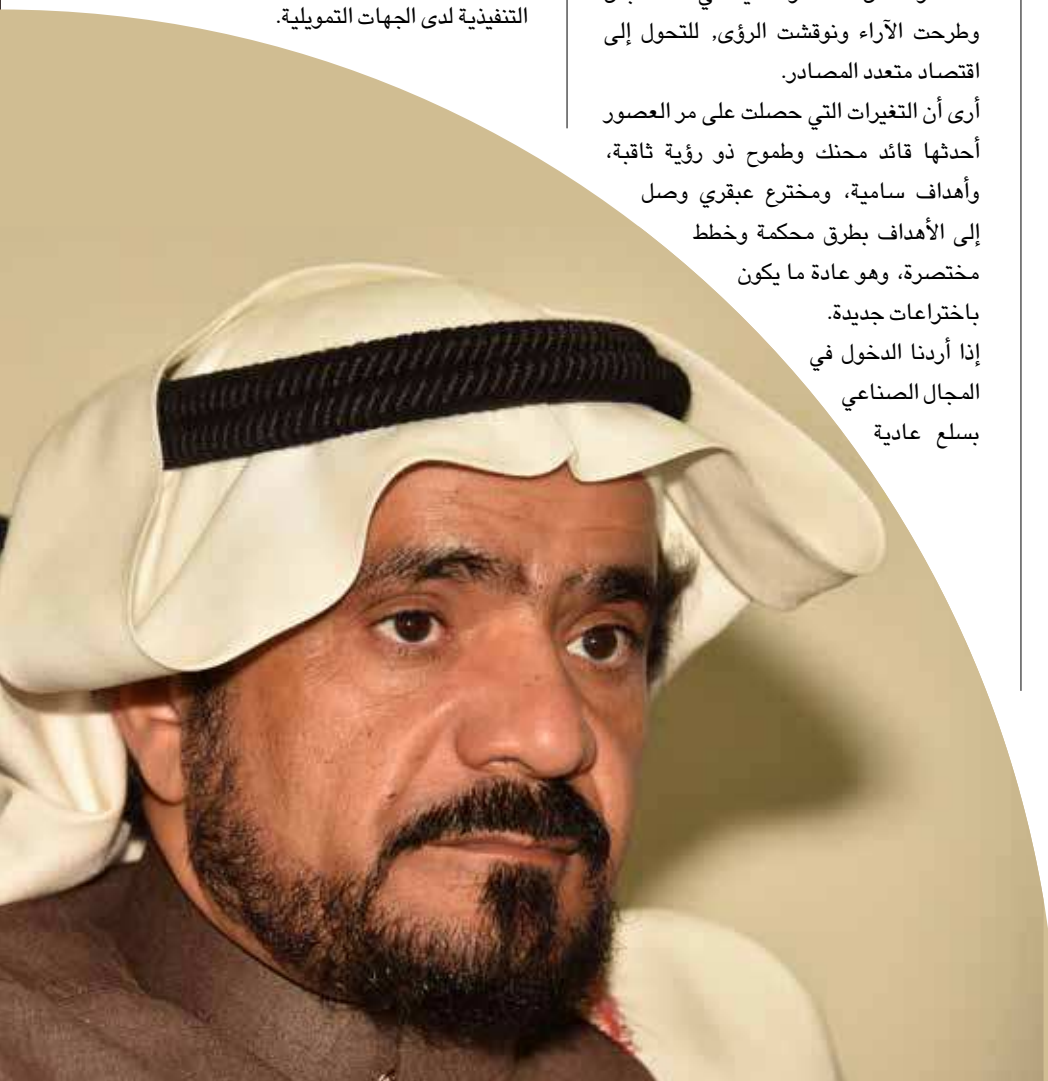 وطرحت الآراء ونوقشت الرؤى, للتحول إلى
اقتصاد متعدد المصادر.
أرى أن التغيرات التي حصلت على مر العصور
أحدثها قائد محنك وطموح ذو رؤية ثاقبة،
وأهداف سامية، ومخترع عبقري وصل
إلى الأهداف بطرق محكمة وخطط
مختصرة، وهو عادة ما يكون
باختراعات جديدة.
إذا أردنا الدخول في
المجال الصناعي
بسلع عادية
التنفيذية لدى الجهات التمويلية.